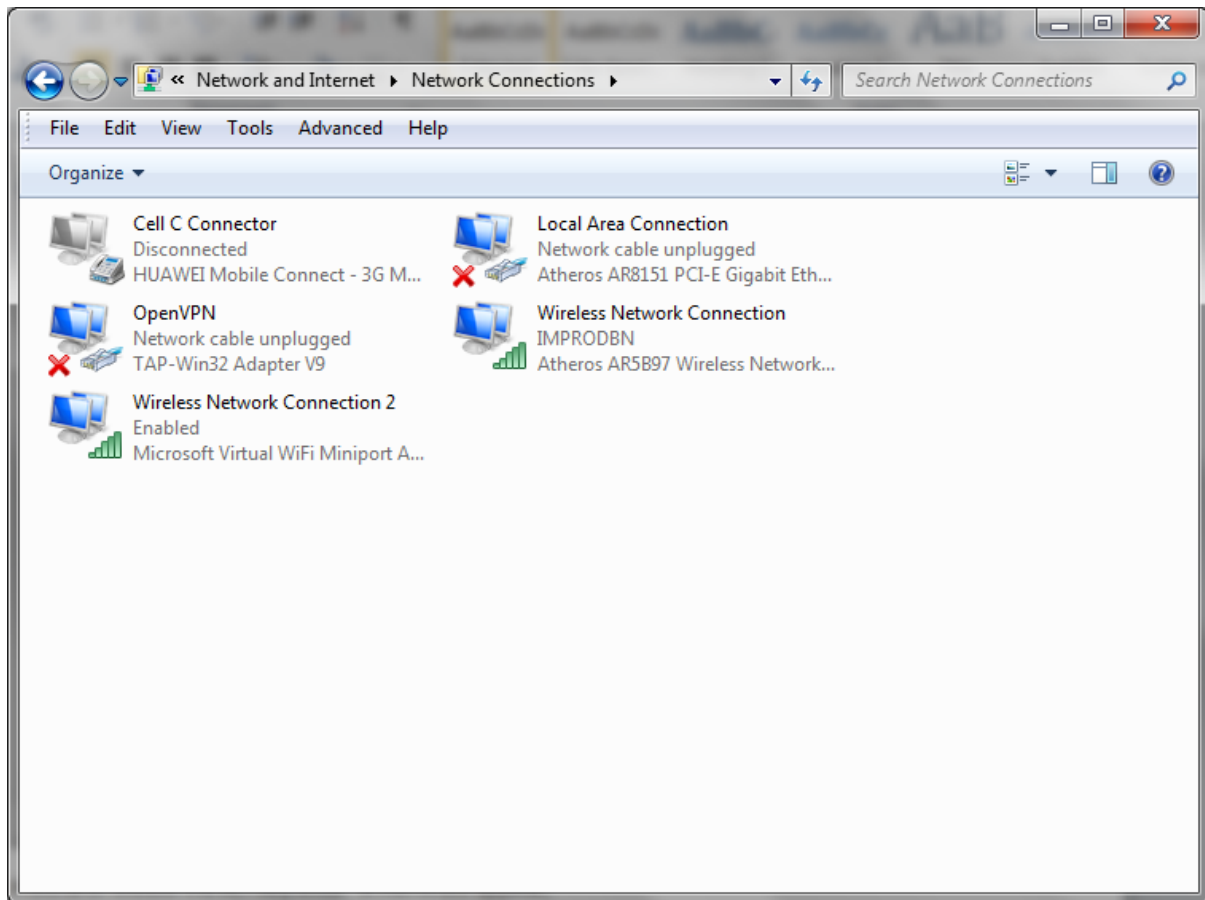 « Network and Internet ▸ Network Connections ▸
Search Network Connections
File Edit View Tools Advanced Help
Organize
Cell C Connector
Disconnected
HUAWEI Mobile Connect - 3G M...
Local Area Connection
Network cable unplugged
Atheros AR8151 PCI-E Gigabit Eth...
OpenVPN
Network cable unplugged
TAP-Win32 Adapter V9
Wireless Network Connection
IMPRODBN
Atheros AR5B97 Wireless Network...
Wireless Network Connection 2
Enabled
Microsoft Virtual WiFi Miniport A...